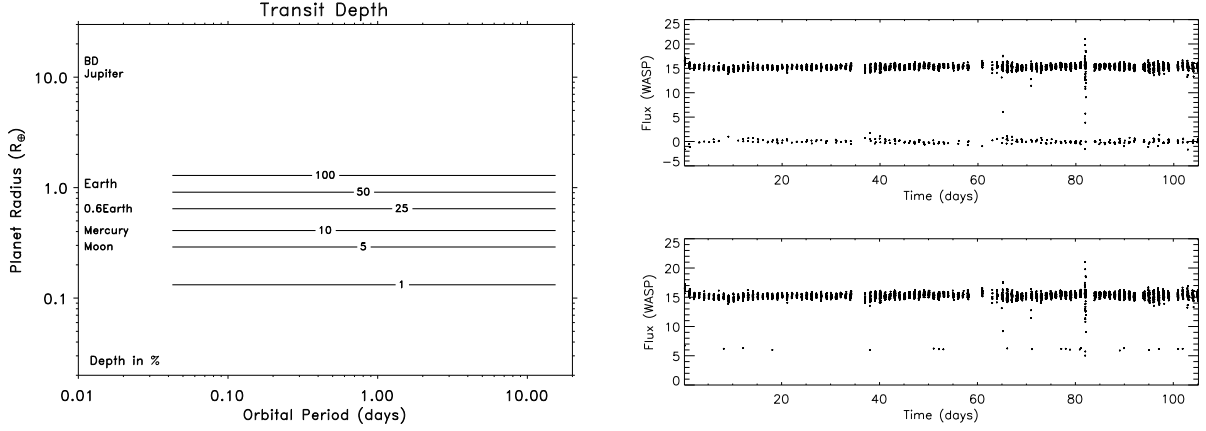 Transit Depth
Planet Radius (R⊕)
10.0
1.0
0.1
BD
Jupiter
Earth
0.6Earth
Mercury
Moon
100
50
25
10
5
1
Depth in %
0.01
0.10
1.00
10.00
Orbital Period (days)
Flux (WASP)
25
20
15
10
5
0
−5
20
40
60
80
100
Time (days)
Flux (WASP)
25
20
15
10
5
0
20
40
60
80
100
Time (days)